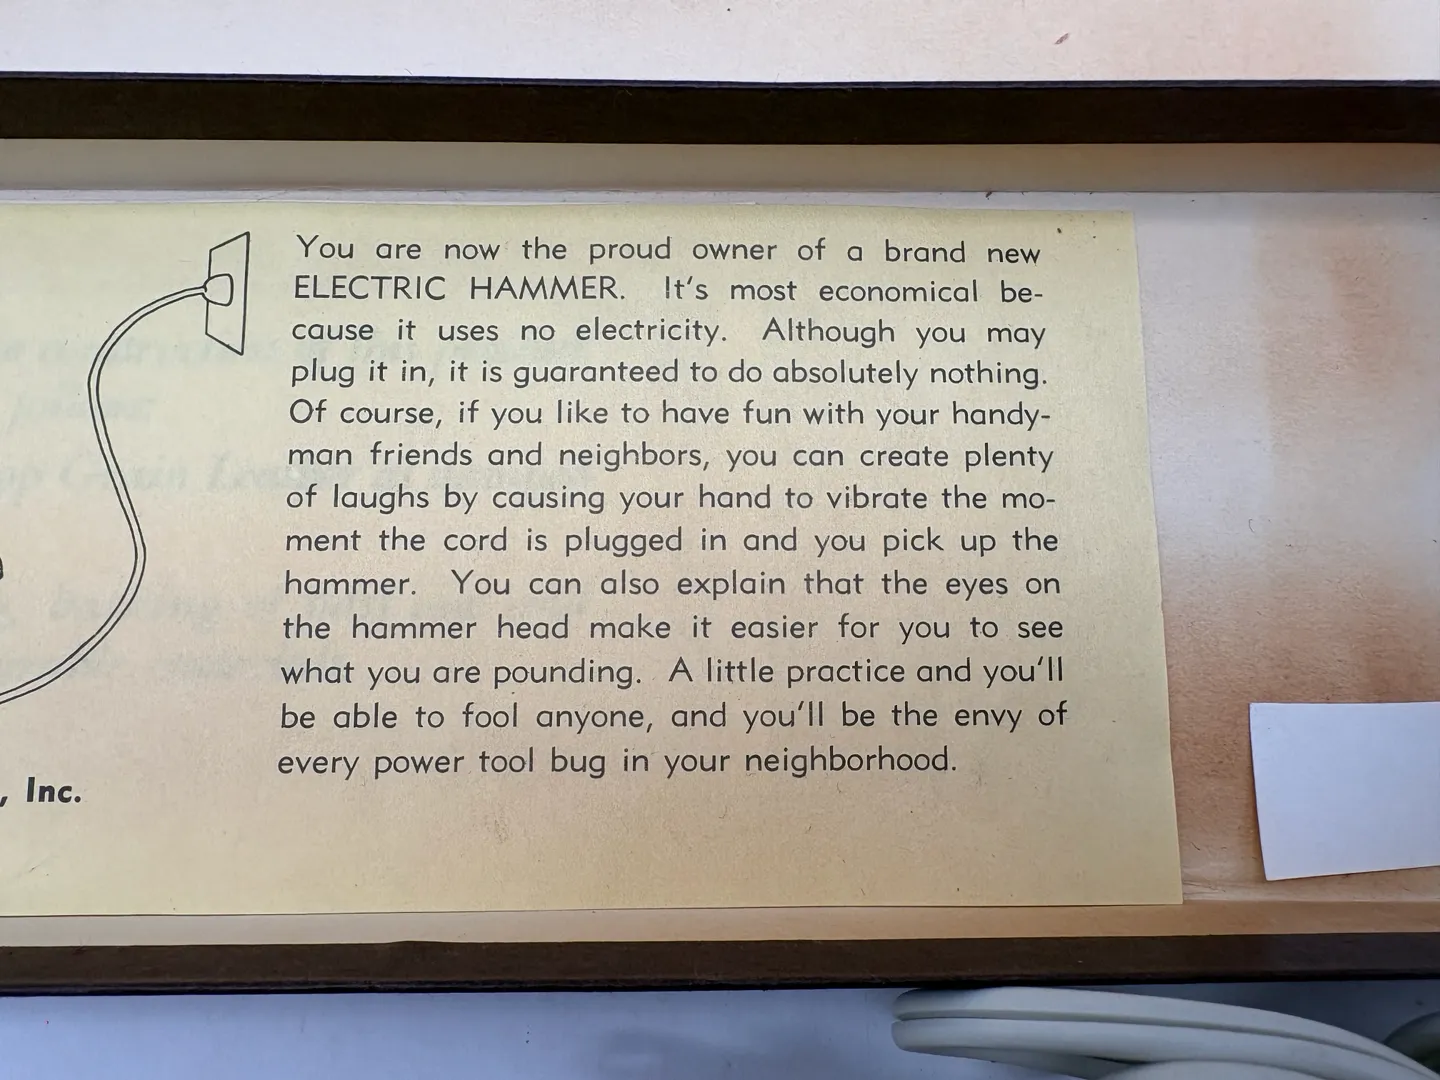 You are now the proud owner of a brand new
ELECTRIC HAMMER. It's most economical be-
cause it uses no electricity. Although you may
plug it in, it is guaranteed to do absolutely nothing.
Of course, if you like to have fun with your handy-
man friends and neighbors, you can create plenty
of laughs by causing your hand to vibrate the mo-
ment the cord is plugged in and you pick up the
hammer. You can also explain that the eyes on
the hammer head make it easier for you to see
what you are pounding. A little practice and you'll
be able to fool anyone, and you'll be the envy of
every power tool bug in your neighborhood.
, Inc.